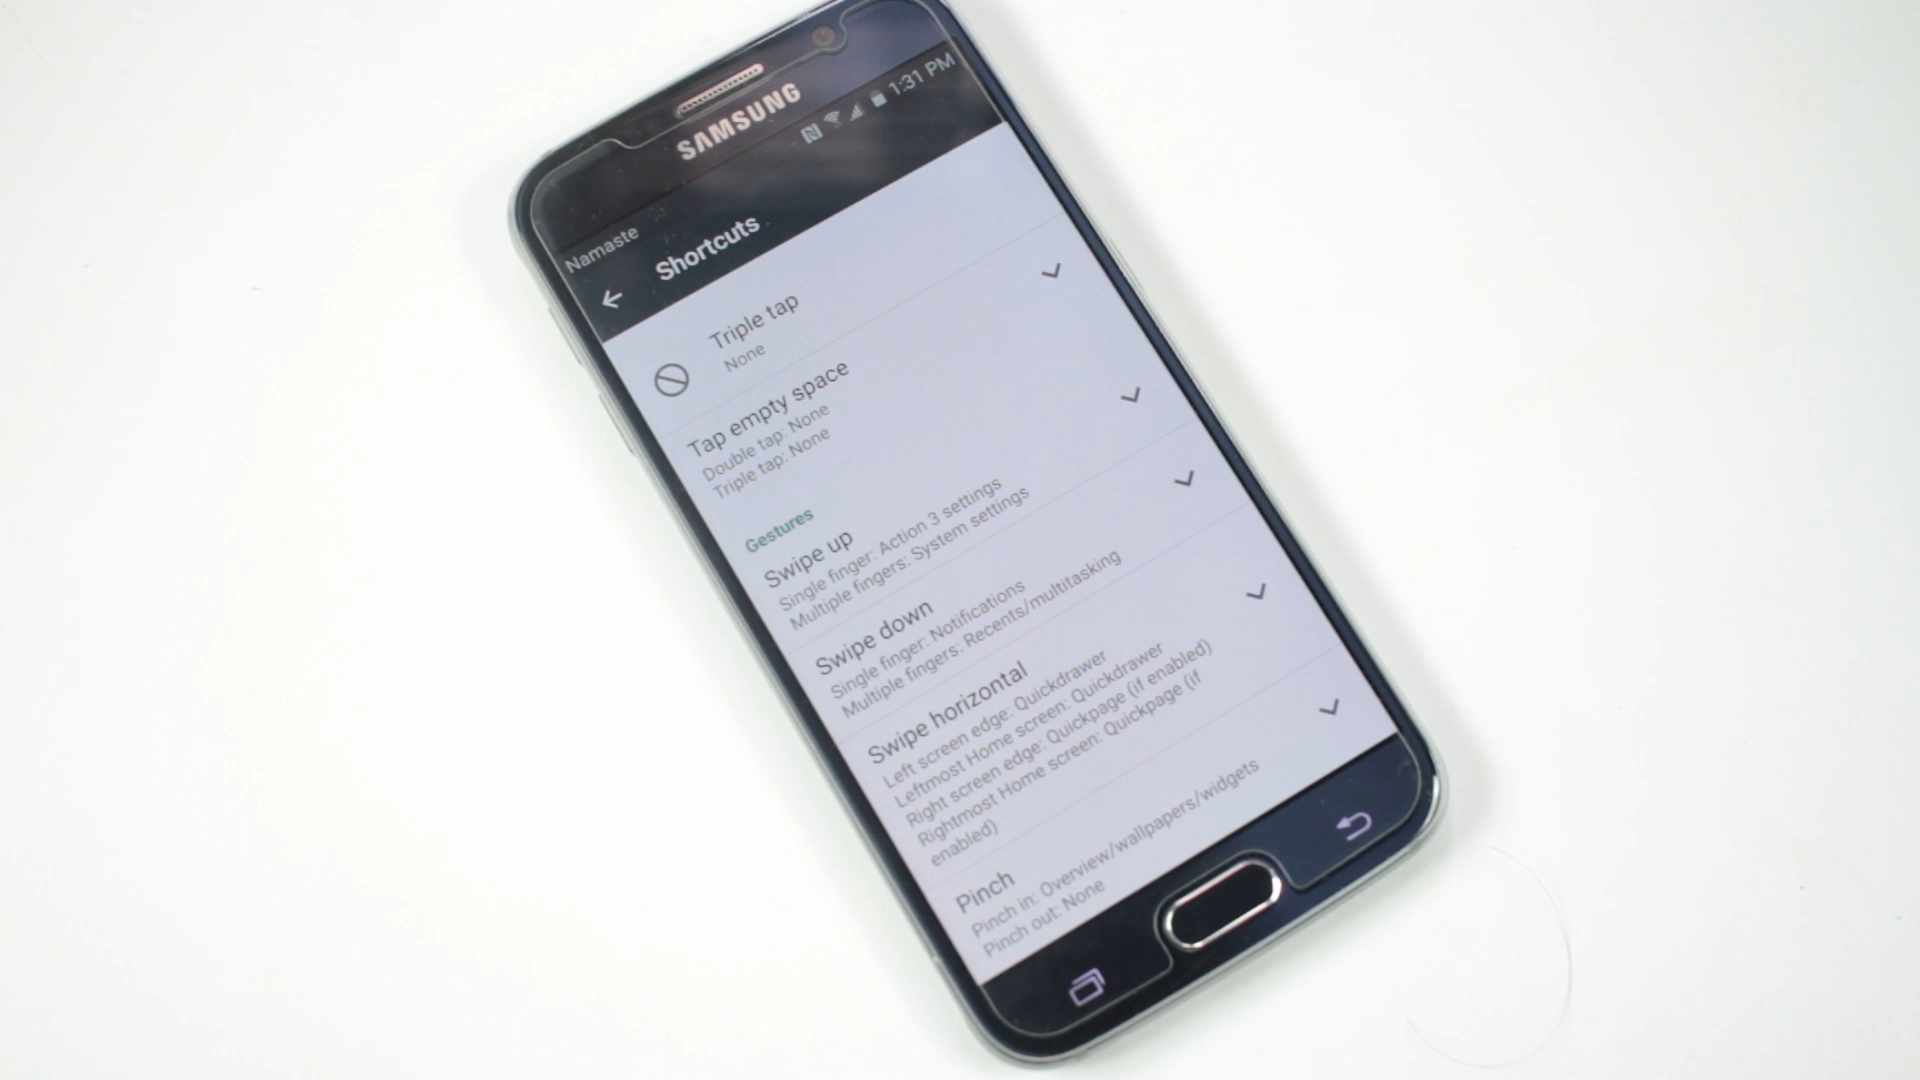 SAMSUNG
1:31 PM
Namaste
Shortcuts
Triple tap
None
Tap empty space
Double tap: None
Triple tap: None
Gestures
Swipe up
Single finger: Action 3 settings
Multiple fingers: System settings
Swipe down
Single finger: Notifications
Multiple fingers: Recents/multitasking
Swipe horizontal
Left screen edge: Quickdrawer
Leftmost Home screen: Quickdrawer
Right screen edge: Quickpage (if enabled)
Rightmost Home screen: Quickpage (if
enabled)
Pinch
Pinch in: Overview/wallpapers/widgets
Pinch out: None